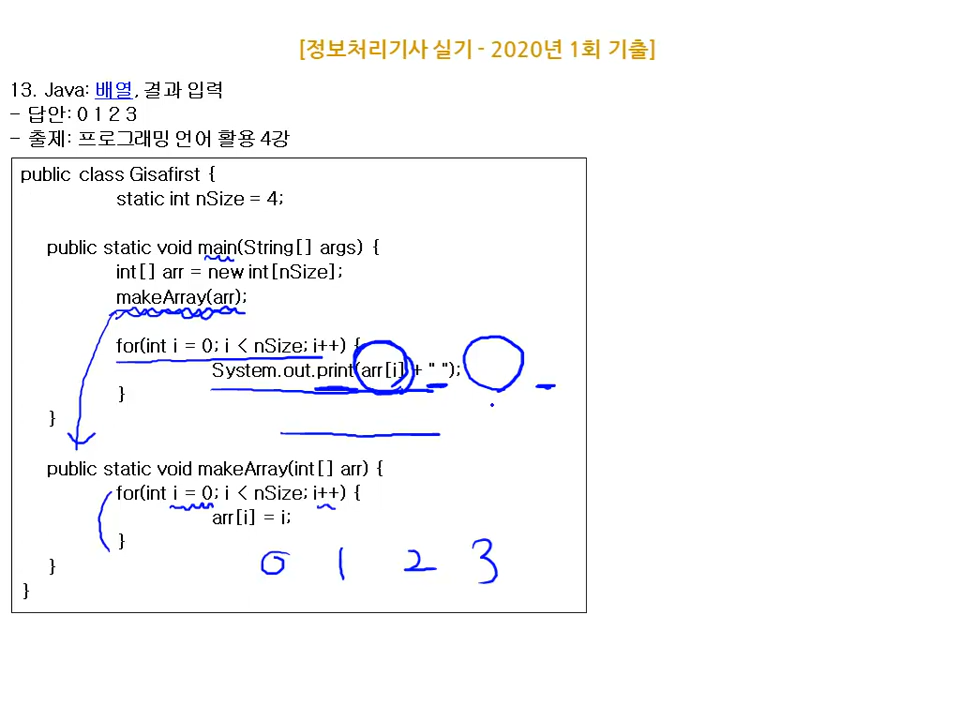 [정보처리기사 실기 - 2020년 1회 기출]
13. Java: 배열, 결과 입력
- 답안: 0 1 2 3
- 출제: 프로그래밍 언어 활용 4강
public class Gisafirst {
static int nSize = 4;
public static void main(String[] args) {
int[] arr = new int[nSize];
makeArray(arr);
for(int i = 0; i < nSize; i++) {
System.out.print(arr[i] + " ");
}
}
public static void makeArray(int[] arr) {
for(int i = 0; i < nSize; i++) {
arr[i] = i;
}
0 1 2 3
}
}